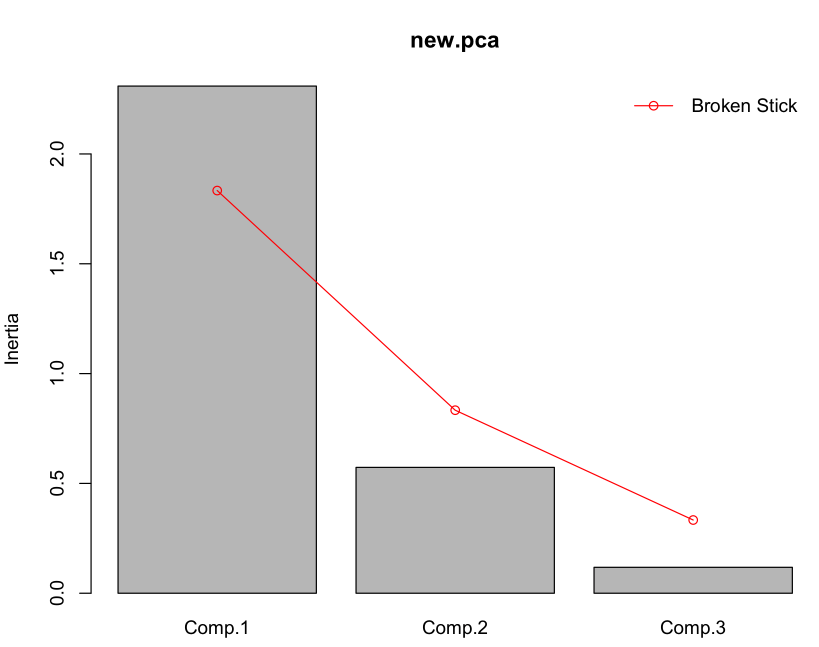 new.pca
Broken Stick
Inertia
2.0
1.5
1.0
0.5
0.0
Comp.1 Comp.2 Comp.3